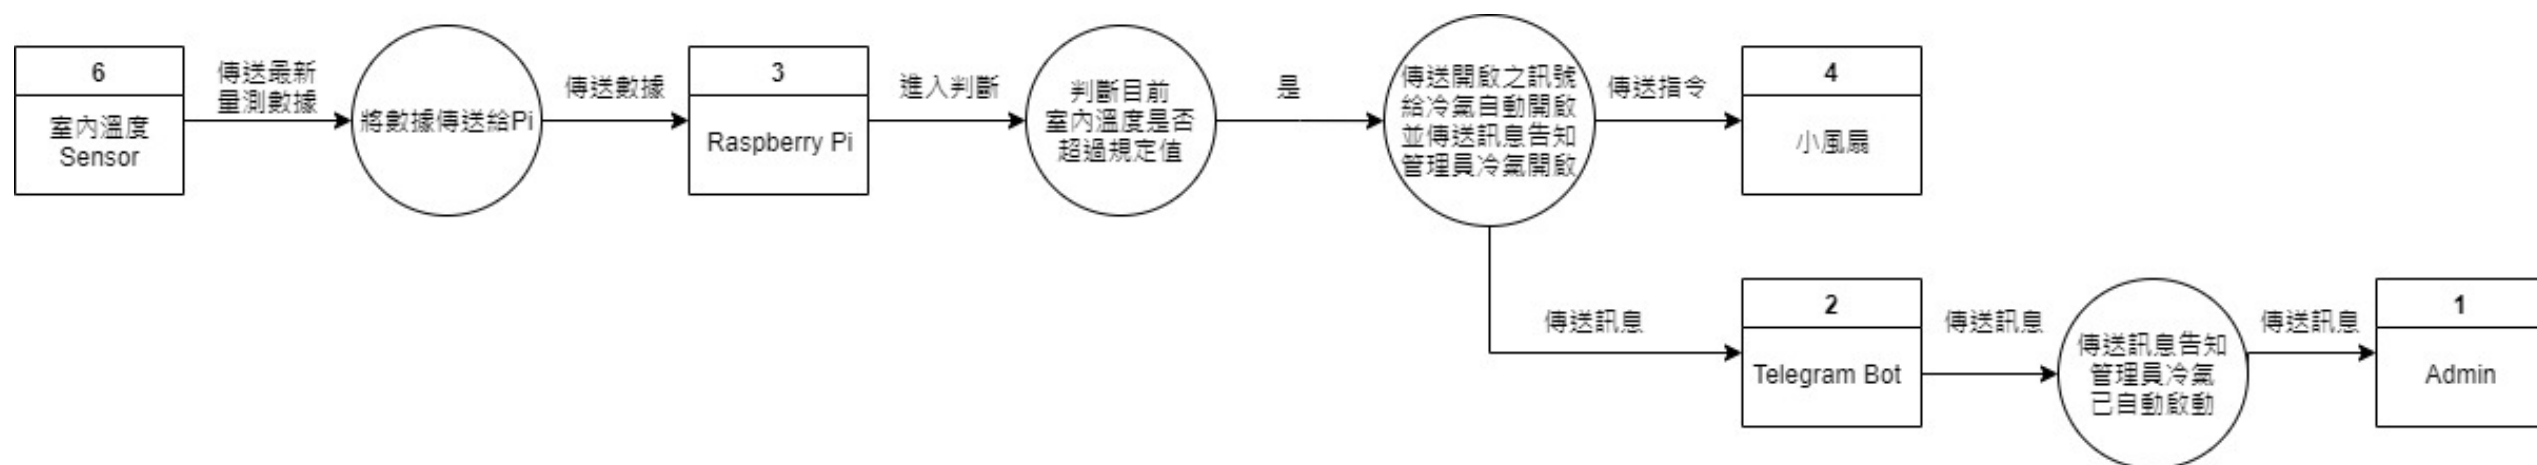 6
室內溫度
Sensor
傳送最新
量測數據
將數據傳送給Pi
傳送數據
3
Raspberry Pi
進入判斷
判斷目前
室內溫度是否
超過規定值
是
傳送開啟之訊號
給冷氣自動開啟
並傳送訊息告知
管理員冷氣開啟
傳送指令
4
小風扇
傳送訊息
2
Telegram Bot
傳送訊息
傳送訊息告知
管理員冷氣
已自動啟動
傳送訊息
1
Admin